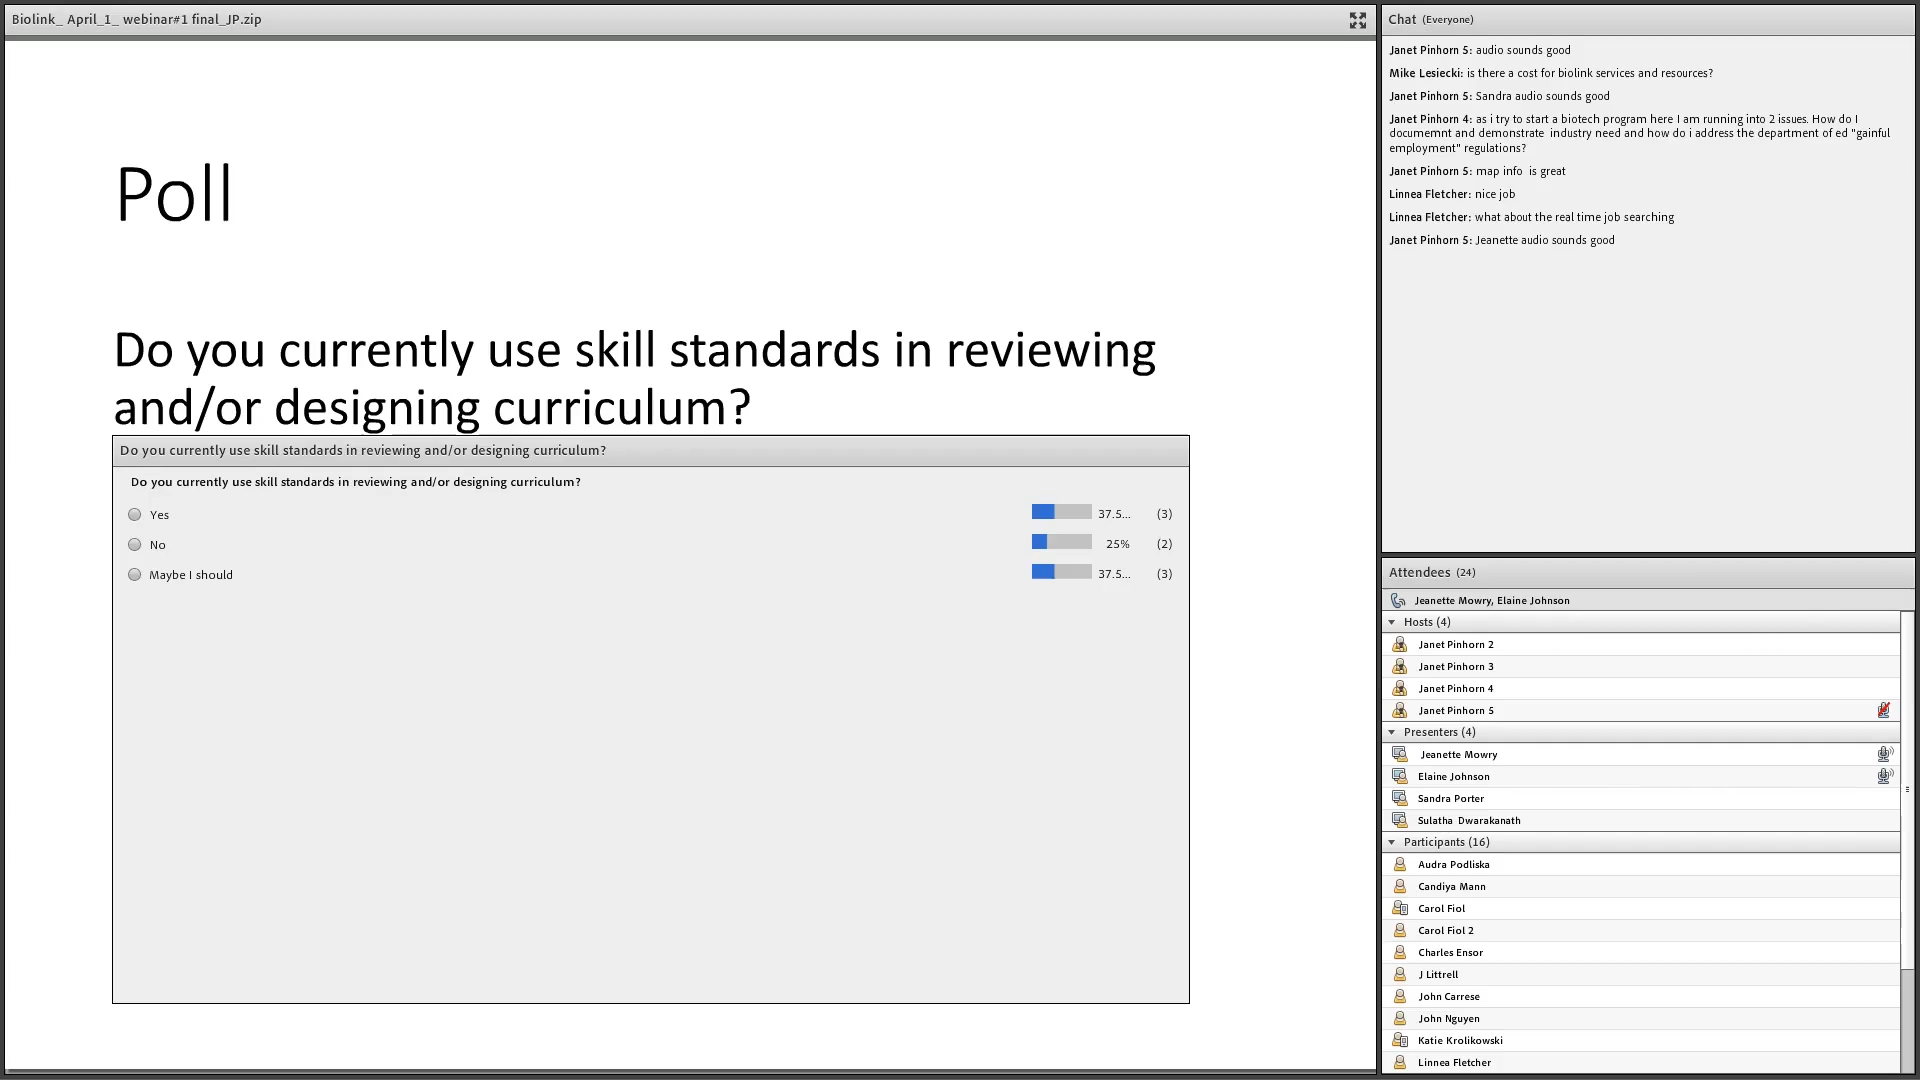 Biolink_ April_1_ webinar#1 final_JP.zip
Poll
Do you currently use skill standards in reviewing
and/or designing curriculum?
Do you currently use skill standards in reviewing and/or designing curriculum?
Do you currently use skill standards in reviewing and/or designing curriculum?
Yes 37.5... (3)
No 25% (2)
Maybe I should 37.5... (3)
Chat (Everyone)
Janet Pinhorn 5: audio sounds good
Mike Lesiecki: is there a cost for biolink services and resources?
Janet Pinhorn 5: Sandra audio sounds good
Janet Pinhorn 4: as i try to start a biotech program here I am running into 2 issues. How do I
documemnt and demonstrate industry need and how do i address the department of ed "gainful
employment" regulations?
Janet Pinhorn 5: map info is great
Linnea Fletcher: nice job
Linnea Fletcher: what about the real time job searching
Janet Pinhorn 5: Jeanette audio sounds good
Attendees (24)
Jeanette Mowry, Elaine Johnson
Hosts (4)
Janet Pinhorn 2
Janet Pinhorn 3
Janet Pinhorn 4
Janet Pinhorn 5
Presenters (4)
Jeanette Mowry
Elaine Johnson
Sandra Porter
Sulatha Dwarakanath
Participants (16)
Audra Podliska
Candiya Mann
Carol Fiol
Carol Fiol 2
Charles Ensor
J Littrell
John Carrese
John Nguyen
Katie Krolikowski
Linnea Fletcher